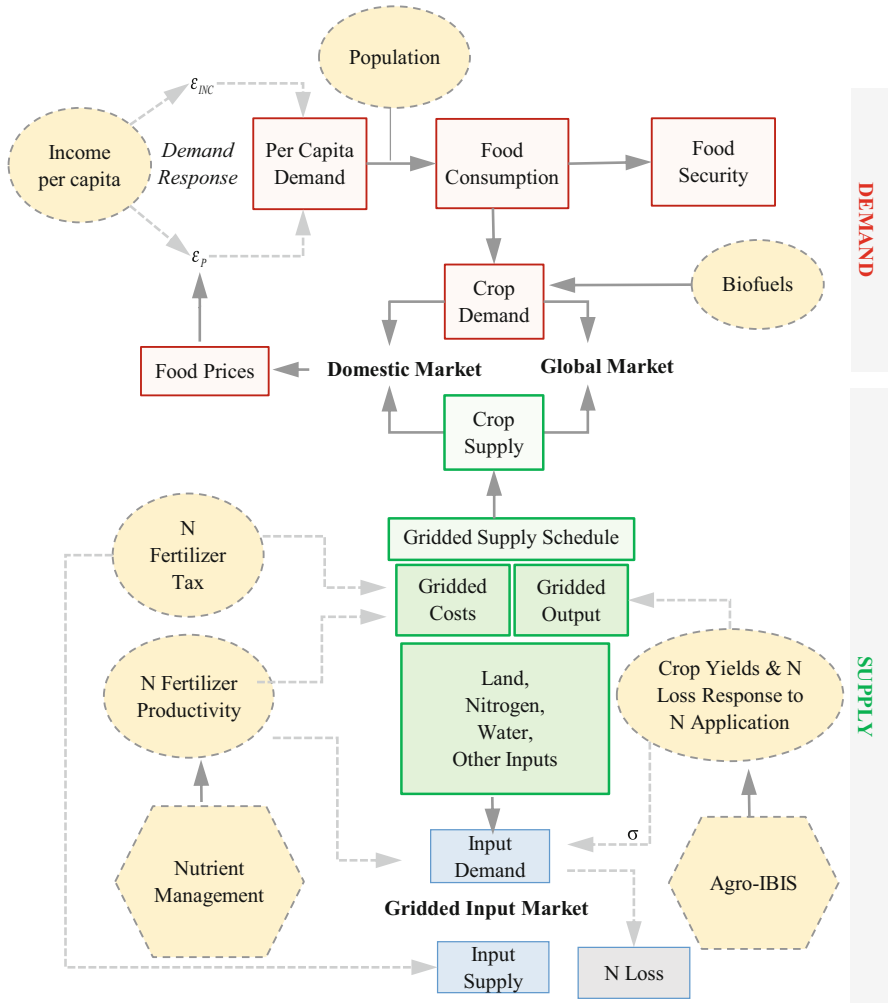 Population
ε_INC
Income
per capita
Demand
Response
Per Capita
Demand
Food
Consumption
Food
Security
DEMAND
ε_P
Crop
Demand
Biofuels
Food Prices
Domestic Market
Global Market
Crop
Supply
N
Fertilizer
Tax
Gridded Supply Schedule
Gridded
Costs
Gridded
Output
N Fertilizer
Productivity
Land,
Nitrogen,
Water,
Other Inputs
Crop Yields & N
Loss Response to
N Application
SUPPLY
σ
Input
Demand
Nutrient
Management
Agro-IBIS
Gridded Input Market
Input
Supply
N Loss